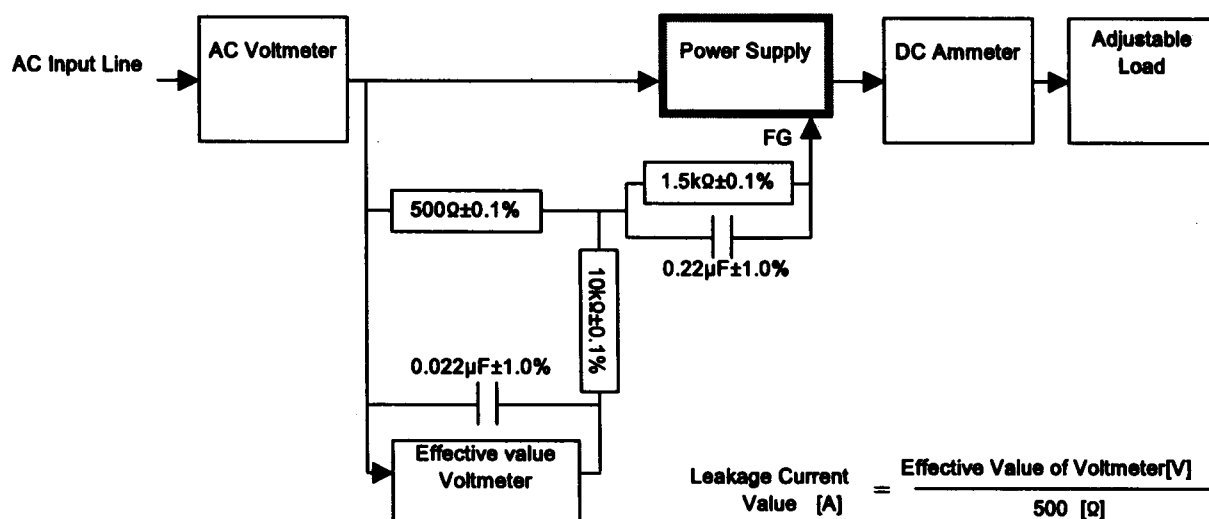 AC Input Line
AC Voltmeter
Power Supply
DC Ammeter
Adjustable
Load
FG
500Ω±0.1%
1.5kΩ±0.1%
0.22µF±1.0%
10kΩ±0.1%
0.022µF±1.0%
Effective value
Voltmeter
Leakage Current
Value [A]
=
Effective Value of Voltmeter[V]
500 [Ω]